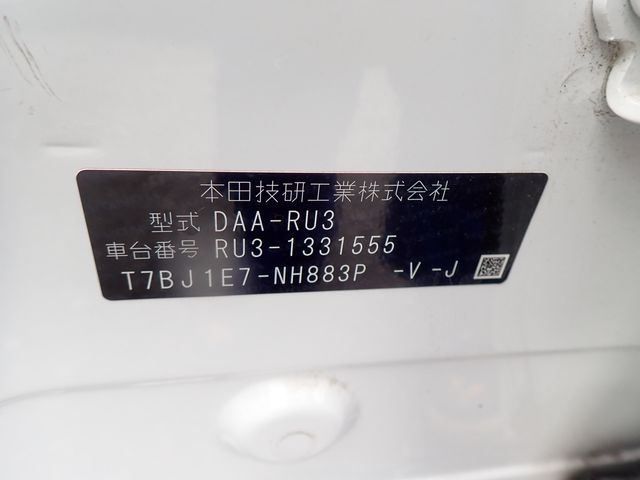 本田技研工業株式会社
型式 DAA-RU3
車台番号 RU3-1331555
T7BJ1E7-NH883P -V -J